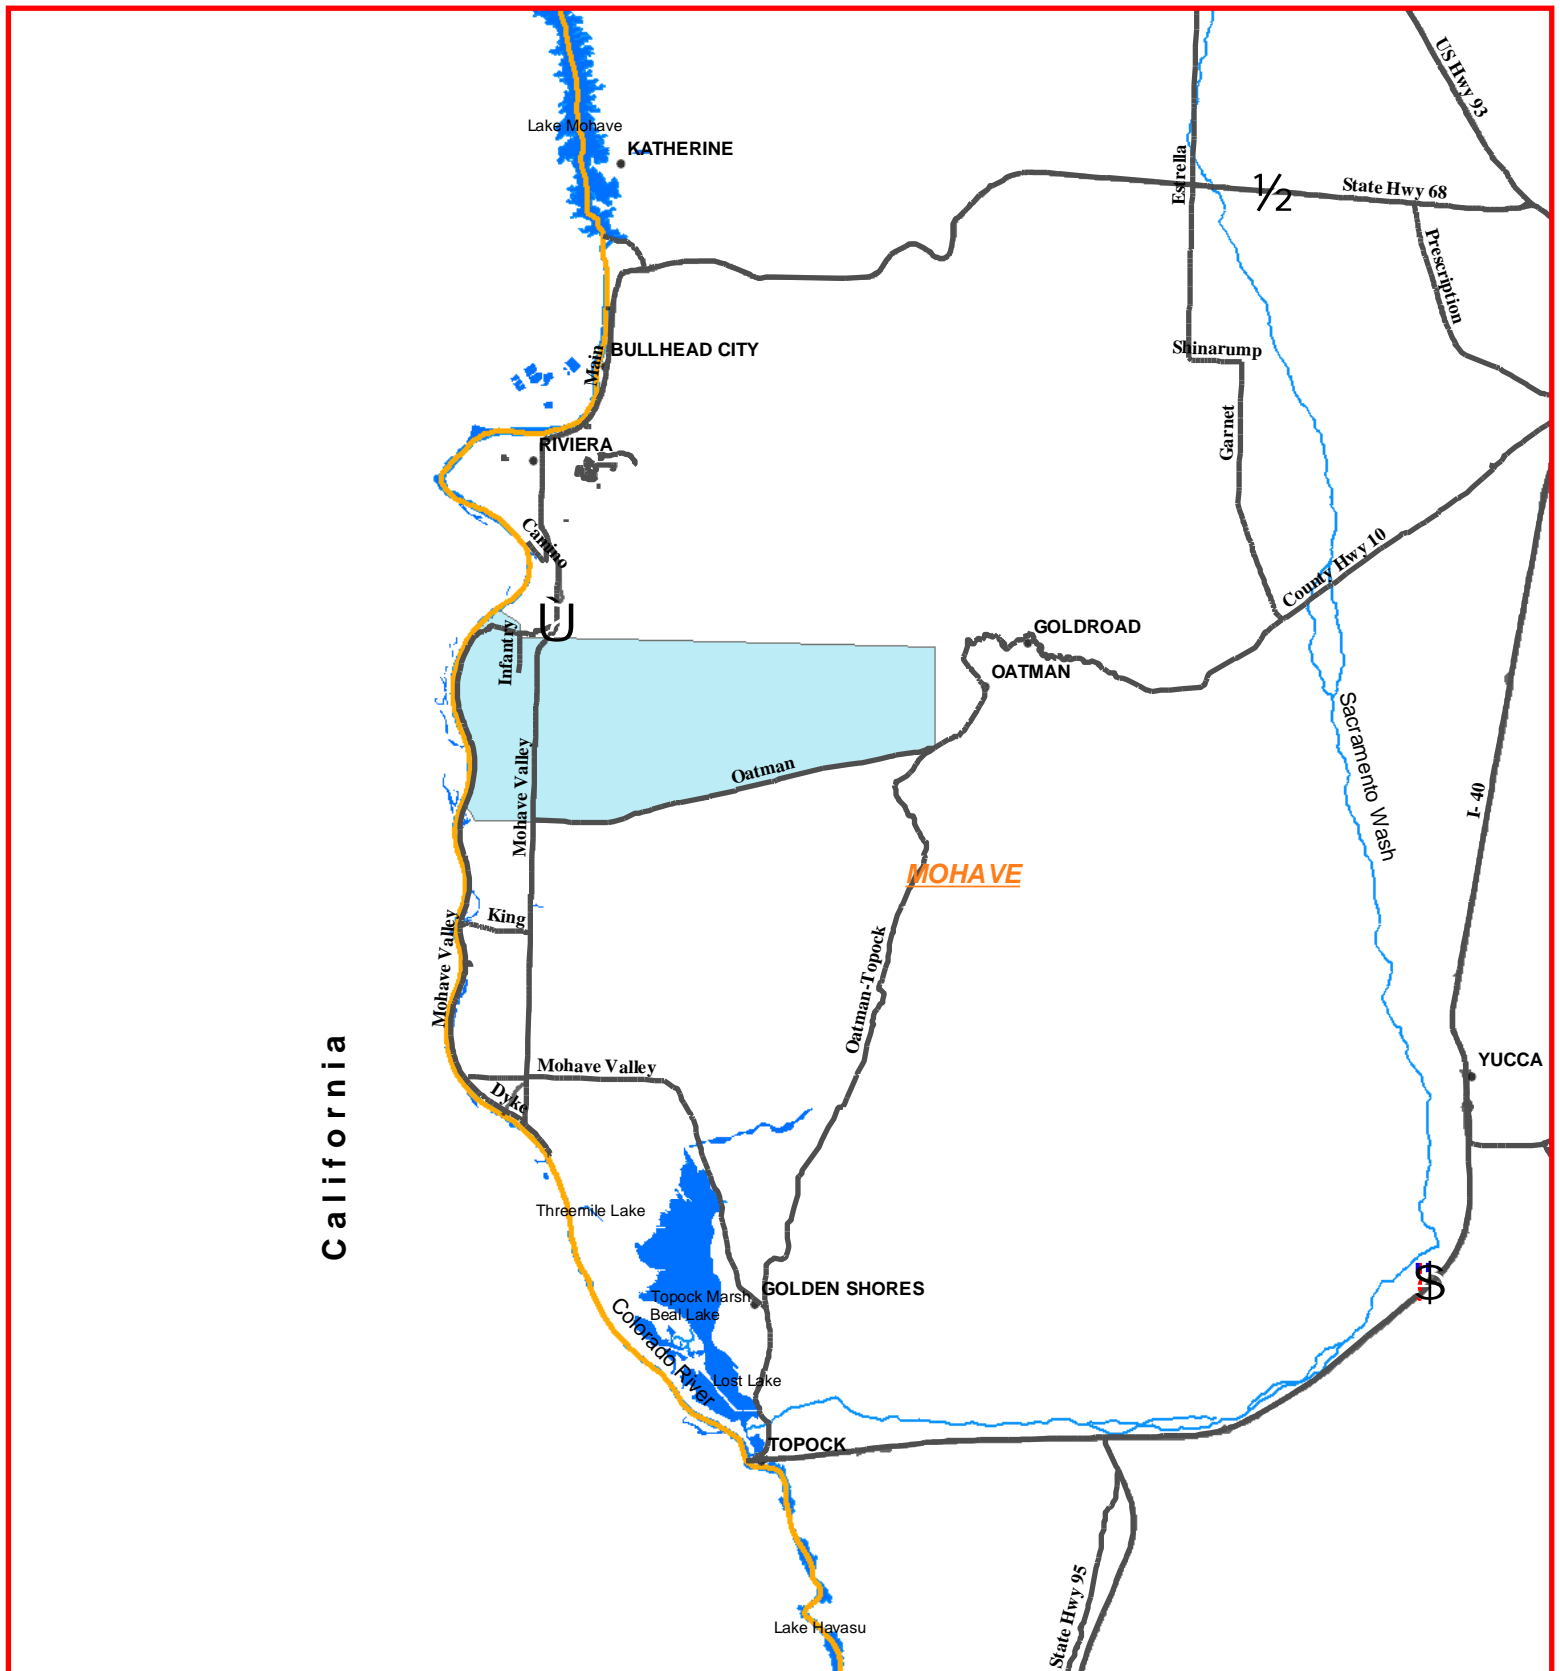 US Hwy 93
Lake Mohave
KATHERINE
Estrella
½
State Hwy 68
Prescription
Main
BULLHEAD CITY
Shinarump
Garnet
RIVIERA
Camino
County Hwy 10
U
Infantry
GOLDROAD
OATMAN
Sacramento Wash
Mohave Valley
Oatman
I- 40
MOHAVE
King
Mohave Valley
Oatman-Topock
California
Mohave Valley
YUCCA
Dyke
Threemile Lake
$
GOLDEN SHORES
Topock Marsh
Beal Lake
Colorado River
Lost Lake
TOPOCK
State Hwy 95
Lake Havasu